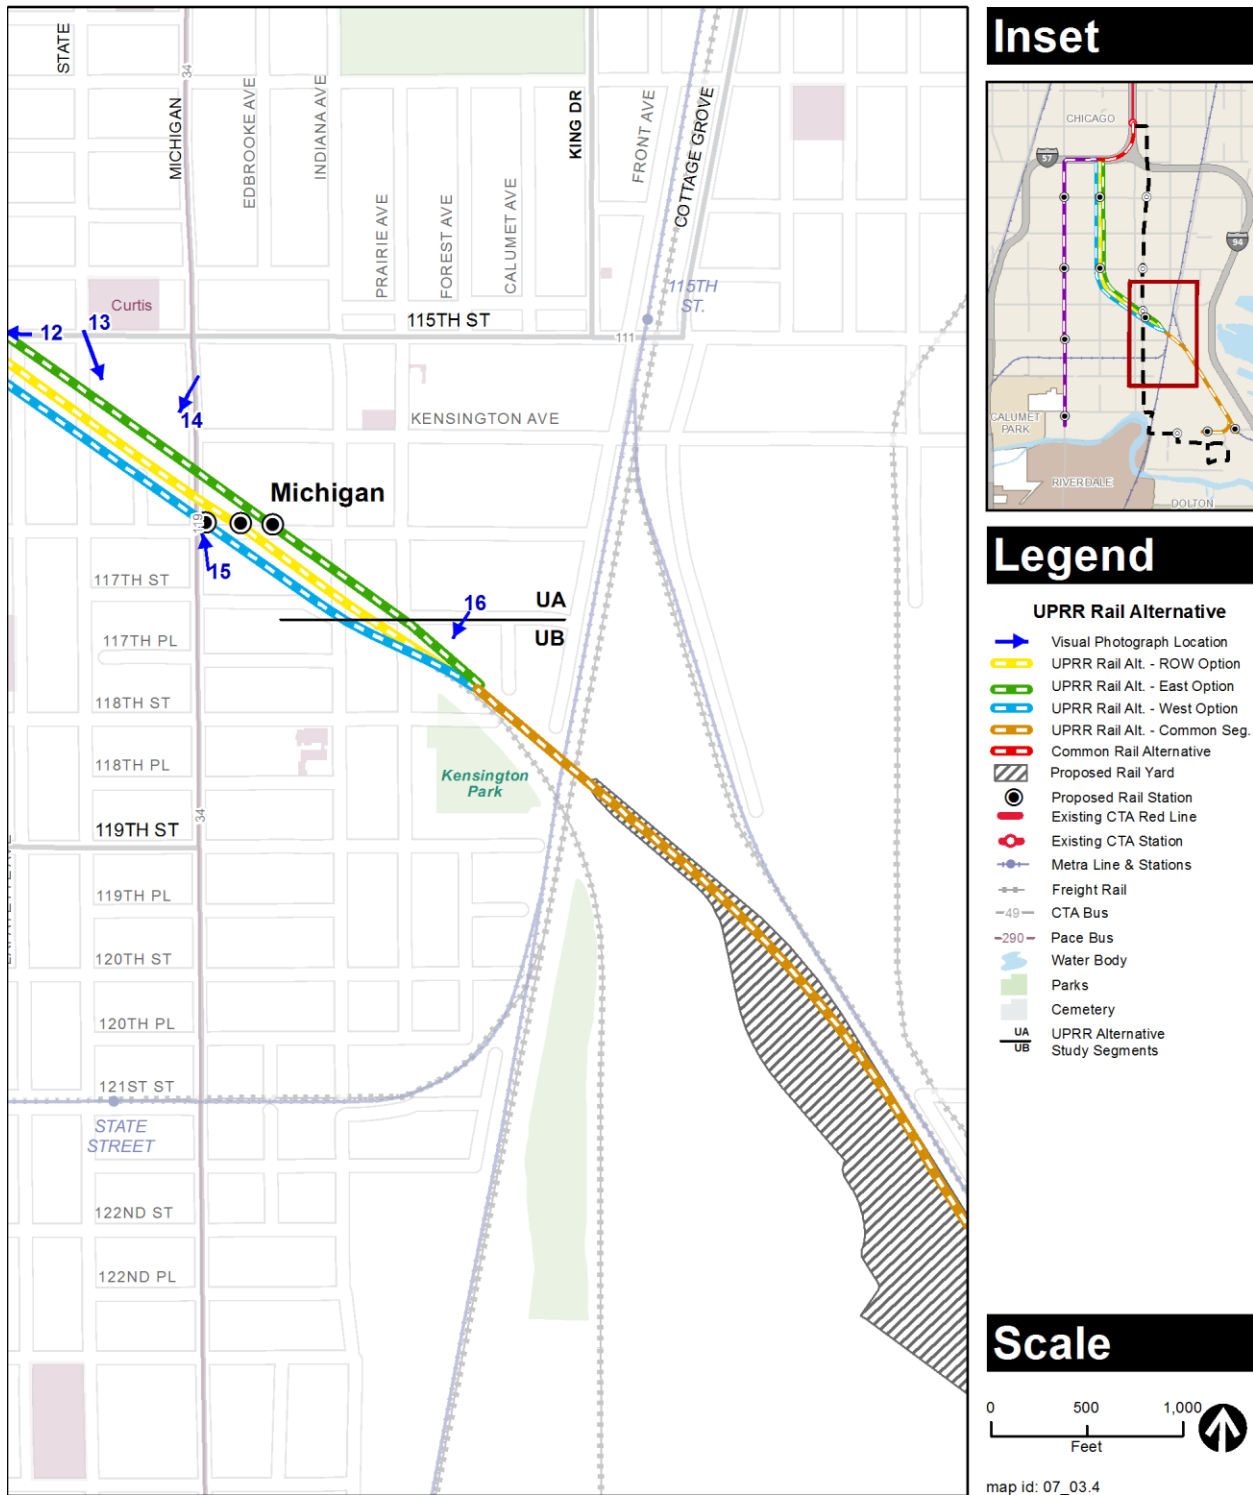 Inset
CHICAGO
57
94
CALUMET
PARK
RIVERDALE
DOLTON
STATE
34
MICHIGAN
EDBROOKE AVE
INDIANA AVE
PRAIRIE AVE
FOREST AVE
CALUMET AVE
KING DR
FRONT AVE
COTTAGE GROVE
Curtis
115TH
ST.
12
13
115TH ST
111
14
KENSINGTON AVE
Michigan
119
15
117TH ST
16
UA
UB
117TH PL
118TH ST
118TH PL
Kensington
Park
34
119TH ST
119TH PL
120TH ST
120TH PL
121ST ST
STATE
STREET
122ND ST
122ND PL
Legend
UPRR Rail Alternative
Visual Photograph Location
UPRR Rail Alt. - ROW Option
UPRR Rail Alt. - East Option
UPRR Rail Alt. - West Option
UPRR Rail Alt. - Common Seg.
Common Rail Alternative
Proposed Rail Yard
Proposed Rail Station
Existing CTA Red Line
Existing CTA Station
Metra Line & Stations
Freight Rail
49 CTA Bus
290 Pace Bus
Water Body
Parks
Cemetery
UA UPRR Alternative
UB Study Segments
Scale
0 500 1,000
Feet
map id: 07_03.4